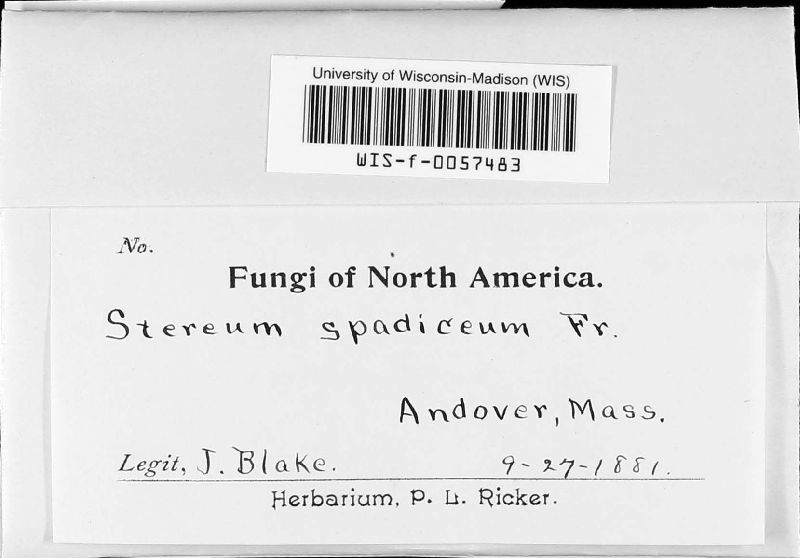 University of Wisconsin-Madison (WIS)
WIS-f-0057483
No.
Fungi of North America.
Stereum spadiceum Fr.
Andover, Mass.
Legit, J. Blake. 9-27-1881.
Herbarium, P. L. Ricker.